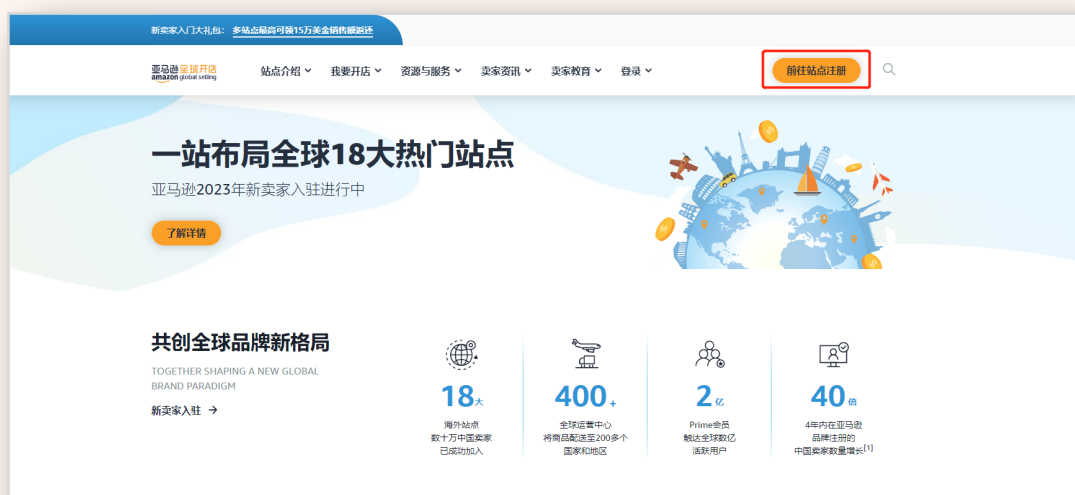 新卖家入门大礼包： 多站点最高可领15万美金销售额返还
亚马逊全球开店
amazon global selling
站点介绍 我要开店 资源与服务 卖家资讯 卖家教育 登录
前往站点注册
一站布局全球18大热门站点
亚马逊2023年新卖家入驻进行中
了解详情
共创全球品牌新格局
TOGETHER SHAPING A NEW GLOBAL
BRAND PARADIGM
新卖家入驻 →
18大
海外站点
数十万中国卖家
已成功加入
400+
全球运营中心
将商品配送至200多个
国家和地区
2亿
Prime会员
触达全球数亿
活跃用户
40倍
4年内在亚马逊
品牌注册的
中国卖家数量增长[1]